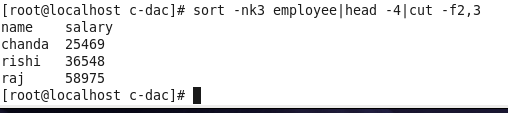 [root@localhost c-dac]# sort -nk3 employee|head -4|cut -f2,3
name    salary
chanda  25469
rishi   36548
raj     58975
[root@localhost c-dac]#